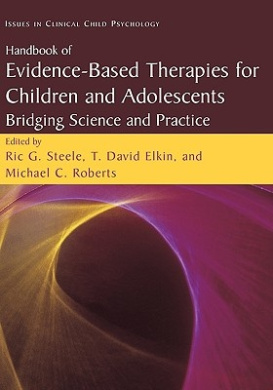 ISSUES IN CLINICAL CHILD PSYCHOLOGY
Handbook of
Evidence-Based Therapies for
Children and Adolescents
Bridging Science and Practice
Edited by
Ric G. Steele, T. David Elkin, and
Michael C. Roberts